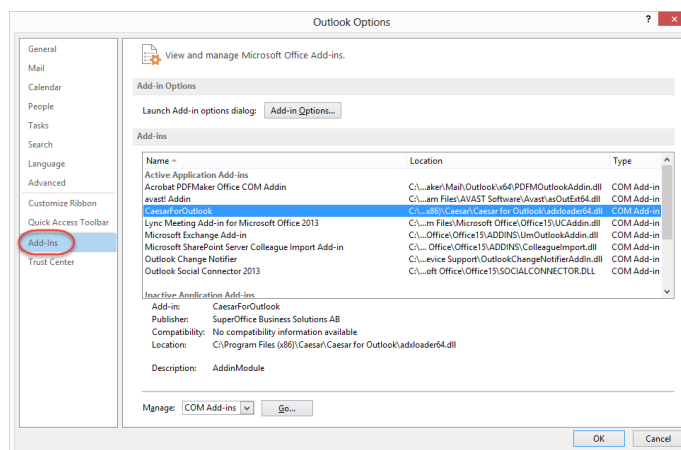 Outlook Options
?
×
General
Mail
Calendar
People
Tasks
Search
Language
Advanced
Customize Ribbon
Quick Access Toolbar
Add-Ins
Trust Center
View and manage Microsoft Office Add-ins.
Add-in Options
Launch Add-in options dialog: Add-in Options...
Add-ins
Name Location Type
Active Application Add-ins
Acrobat PDFMaker Office COM Addin C:\...aker\Mail\Outlook\x64\PDFMOutlookAddin.dll COM Add-in
avast! Addin C:\...am Files\AVAST Software\Avast\asOutExt64.dll COM Add-in
CaesarForOutlook C:\...x86)\Caesar\Caesar for Outlook\adxloader64.dll COM Add-in
Lync Meeting Add-in for Microsoft Office 2013 C:\...m Files\Microsoft Office\Office15\UCAddin.dll COM Add-in
Microsoft Exchange Add-in C:\...Office\Office15\ADDINS\UmOutlookAddin.dll COM Add-in
Microsoft SharePoint Server Colleague Import Add-in C:\... Office\Office15\ADDINS\ColleagueImport.dll COM Add-in
Outlook Change Notifier C:\...evice Support\OutlookChangeNotifierAddIn.dll COM Add-in
Outlook Social Connector 2013 C:\...oft Office\Office15\SOCIALCONNECTOR.DLL COM Add-in
Inactive Application Add-ins
Add-in: CaesarForOutlook
Publisher: SuperOffice Business Solutions AB
Compatibility: No compatibility information available
Location: C:\Program Files (x86)\Caesar\Caesar for Outlook\adxloader64.dll
Description: AddinModule
Manage: COM Add-ins Go...
OK Cancel